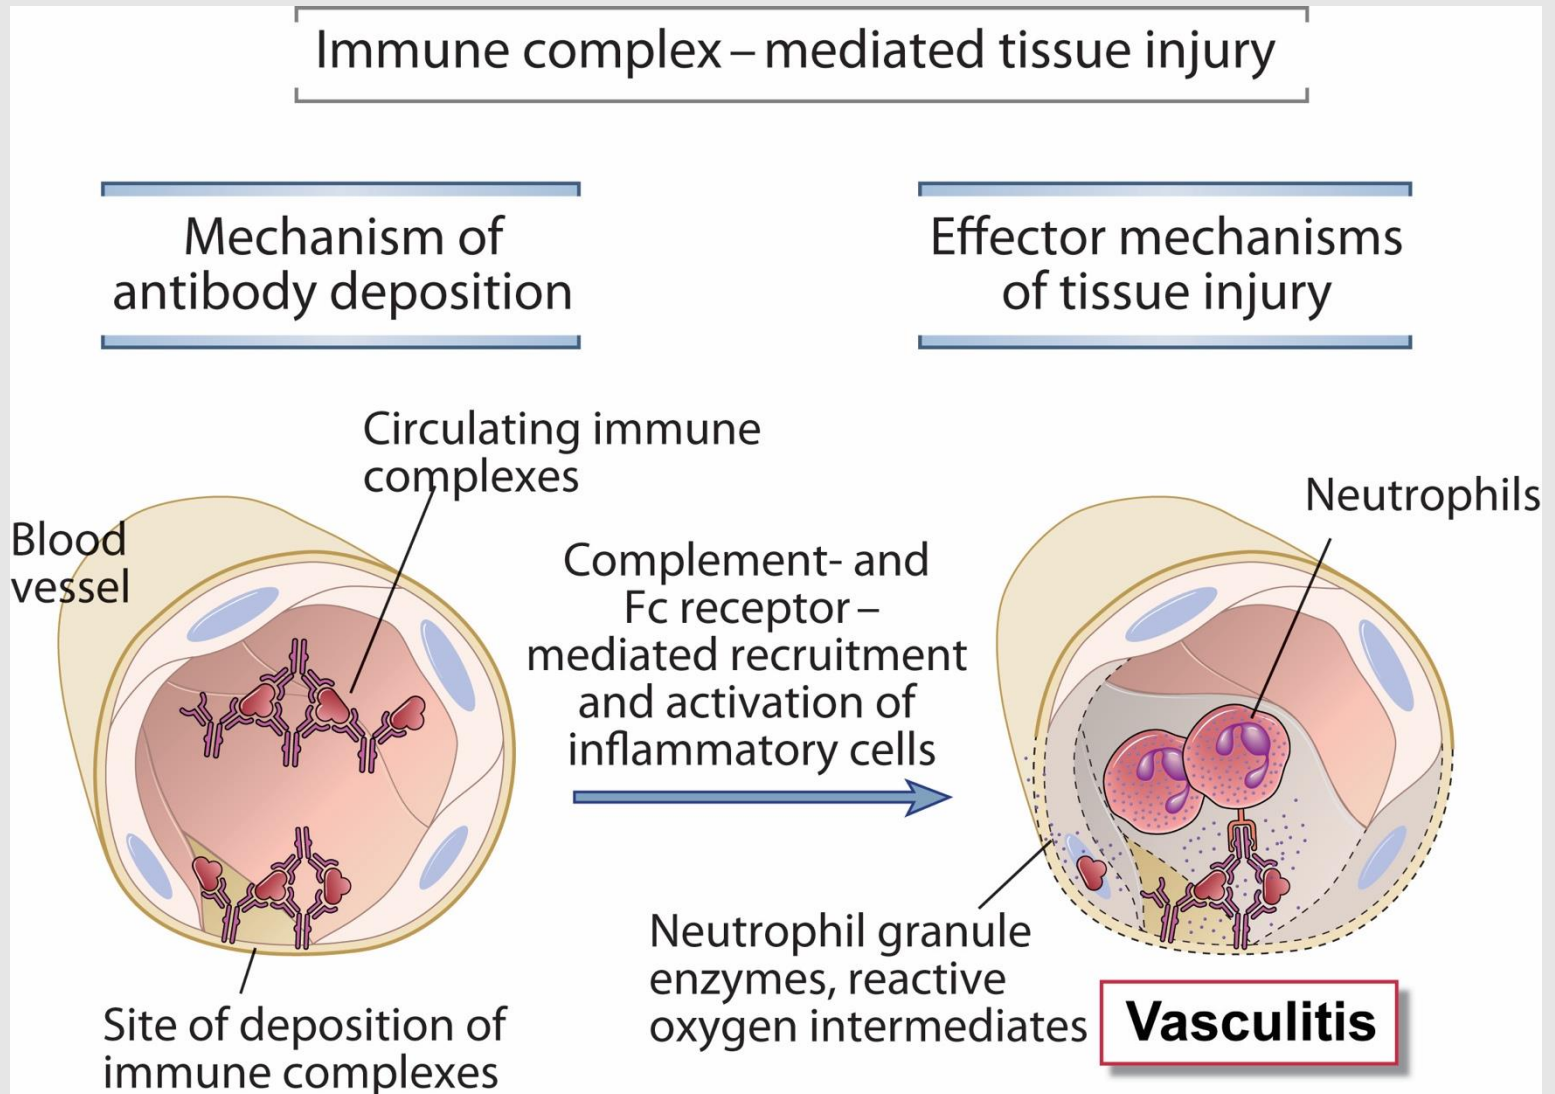 Immune complex – mediated tissue injury
Mechanism of
antibody deposition
Effector mechanisms
of tissue injury
Circulating immune
complexes
Blood
vessel
Complement- and
Fc receptor –
mediated recruitment
and activation of
inflammatory cells
Neutrophils
Neutrophil granule
enzymes, reactive
oxygen intermediates
Site of deposition of
immune complexes
Vasculitis